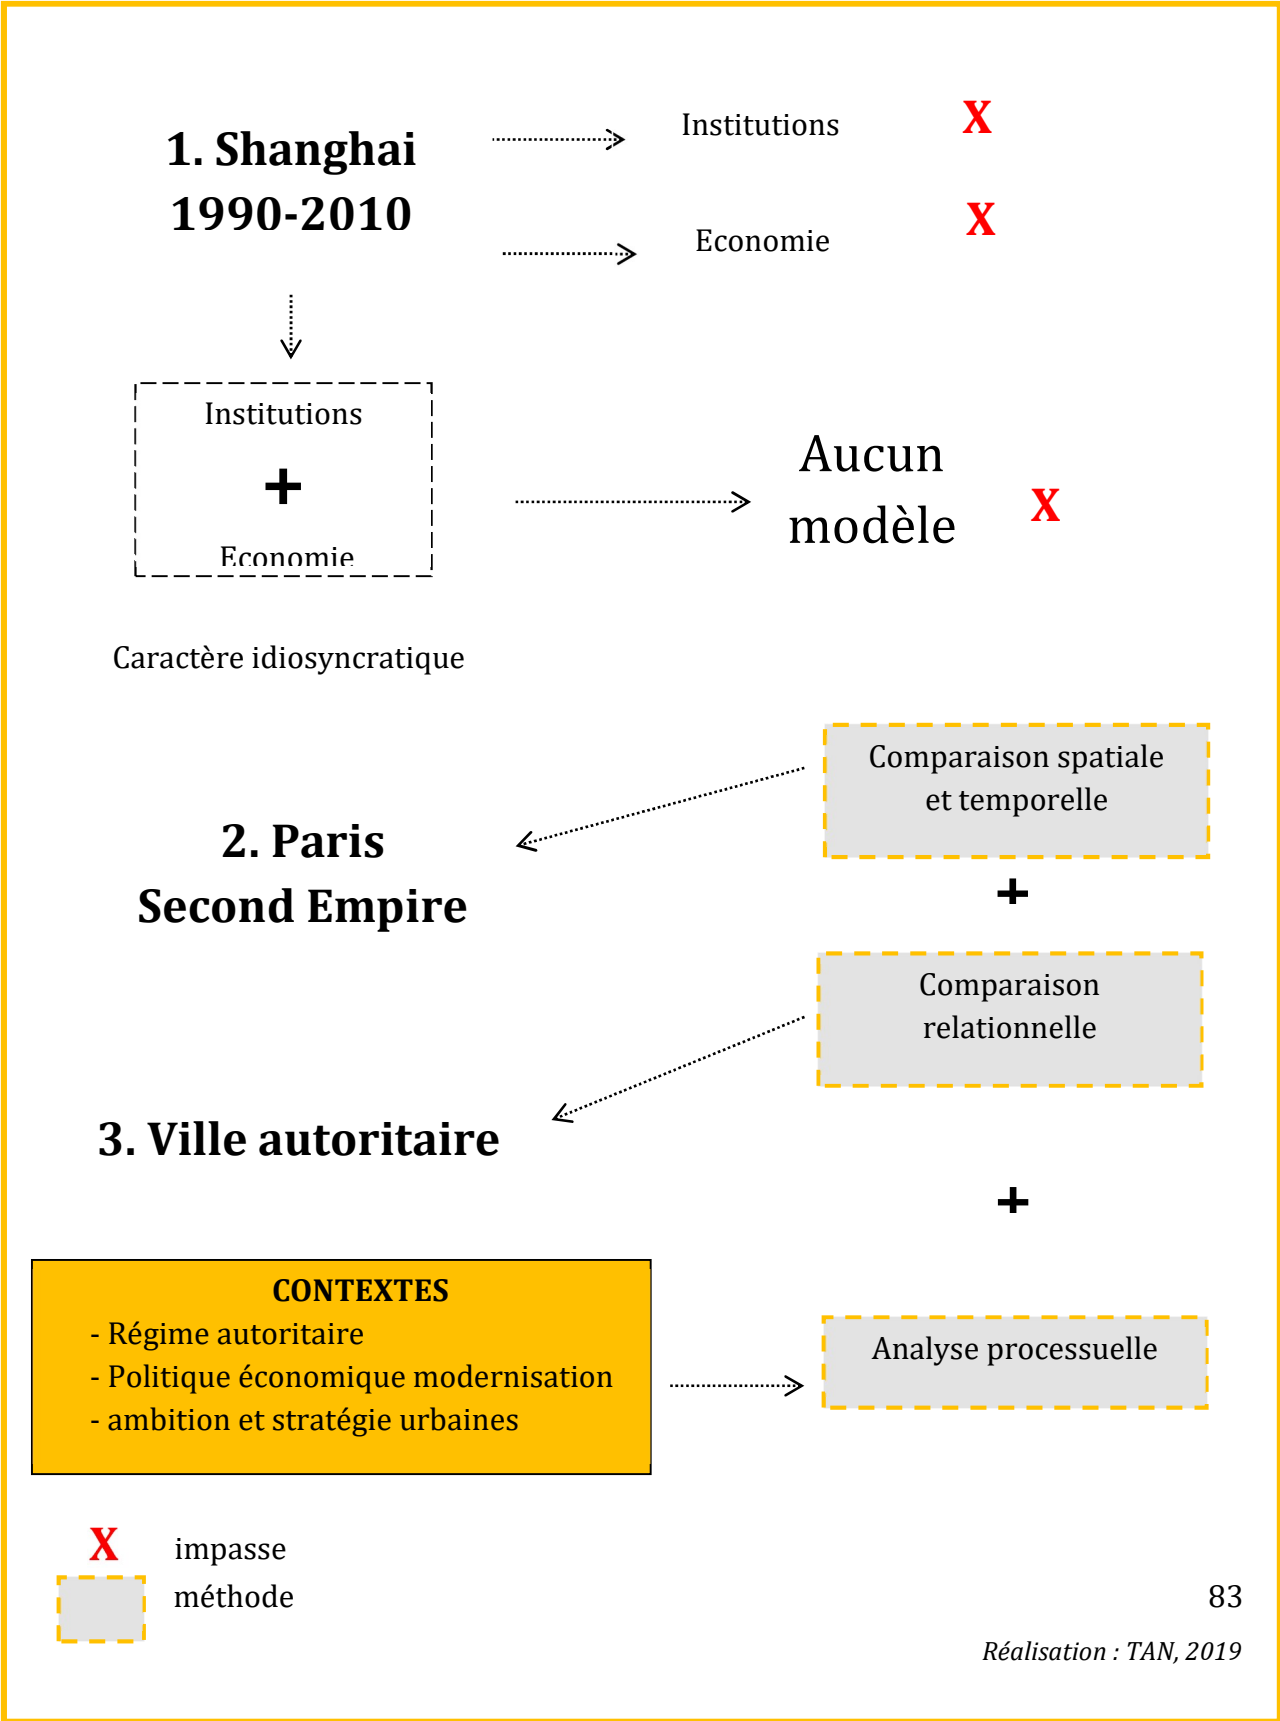 1. Shanghai
1990-2010
Institutions
X
Economie
X
Institutions
+
Economie
Aucun
modèle
X
Caractère idiosyncratique
Comparaison spatiale
et temporelle
2. Paris
Second Empire
+
Comparaison
relationnelle
3. Ville autoritaire
+
CONTEXTES
- Régime autoritaire
- Politique économique modernisation
- ambition et stratégie urbaines
Analyse processuelle
X impasse
méthode
83
Réalisation : TAN, 2019